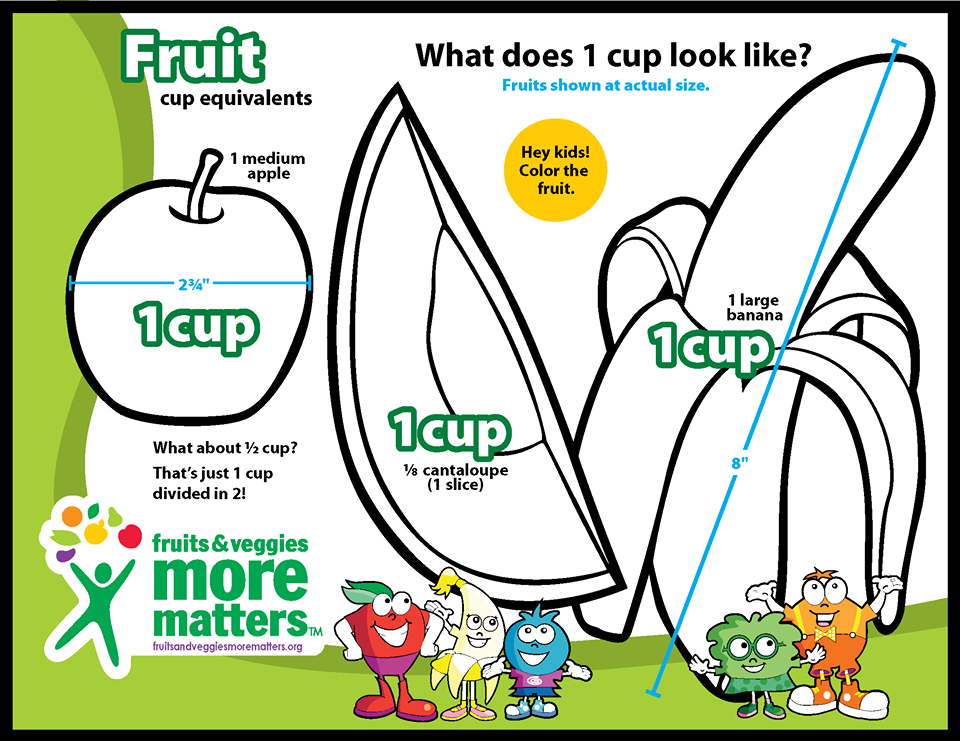 Fruit
cup equivalents
What does 1 cup look like?
Fruits shown at actual size.
Hey kids!
Color the
fruit.
1 medium
apple
2¾"
1 cup
1 large
banana
1 cup
8"
1 cup
⅛ cantaloupe
(1 slice)
What about ½ cup?
That's just 1 cup
divided in 2!
fruits & veggies
more
matters™
fruitsandveggiesmorematters.org